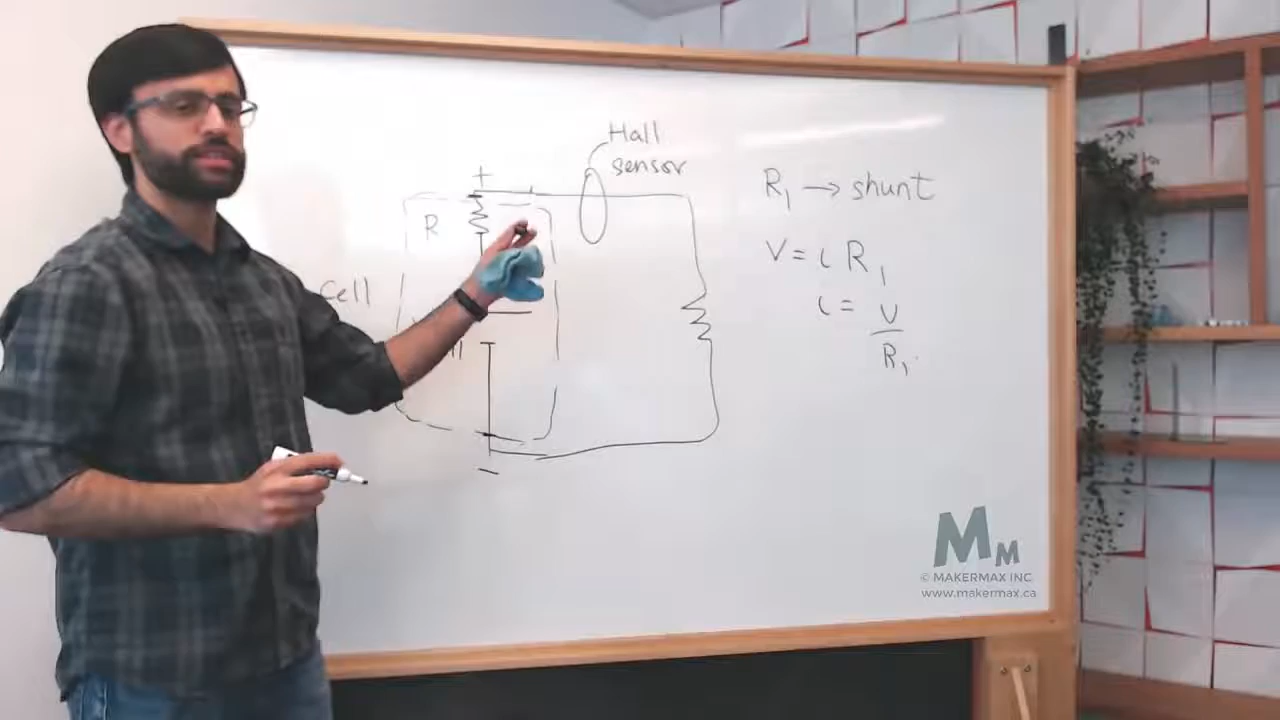 Hall
sensor
+
R
Cell
−
R₁ → shunt
V = i R₁
i = V
R₁
MM
© MAKERMAX INC.
www.makermax.ca